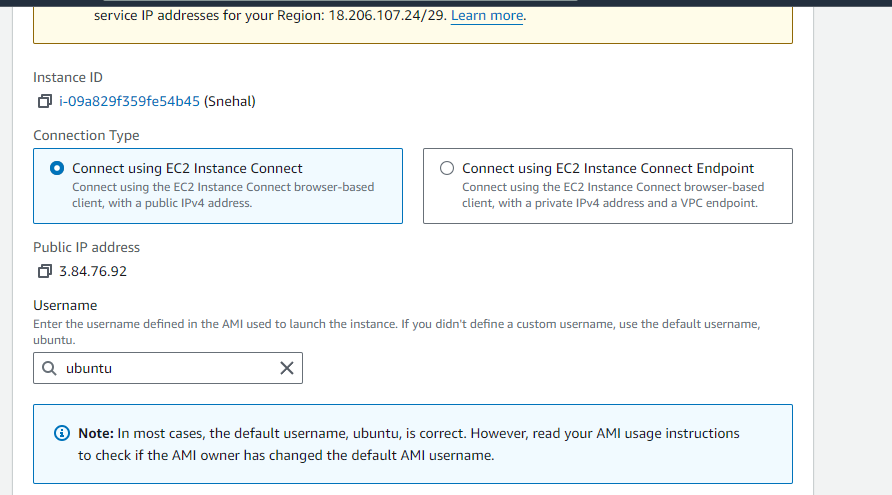 service IP addresses for your Region: 18.206.107.24/29. Learn more.
Instance ID
i-09a829f359fe54b45 (Snehal)
Connection Type
Connect using EC2 Instance Connect
Connect using the EC2 Instance Connect browser-based
client, with a public IPv4 address.
Connect using EC2 Instance Connect Endpoint
Connect using the EC2 Instance Connect browser-based
client, with a private IPv4 address and a VPC endpoint.
Public IP address
3.84.76.92
Username
Enter the username defined in the AMI used to launch the instance. If you didn't define a custom username, use the default username,
ubuntu.
ubuntu
Note: In most cases, the default username, ubuntu, is correct. However, read your AMI usage instructions
to check if the AMI owner has changed the default AMI username.